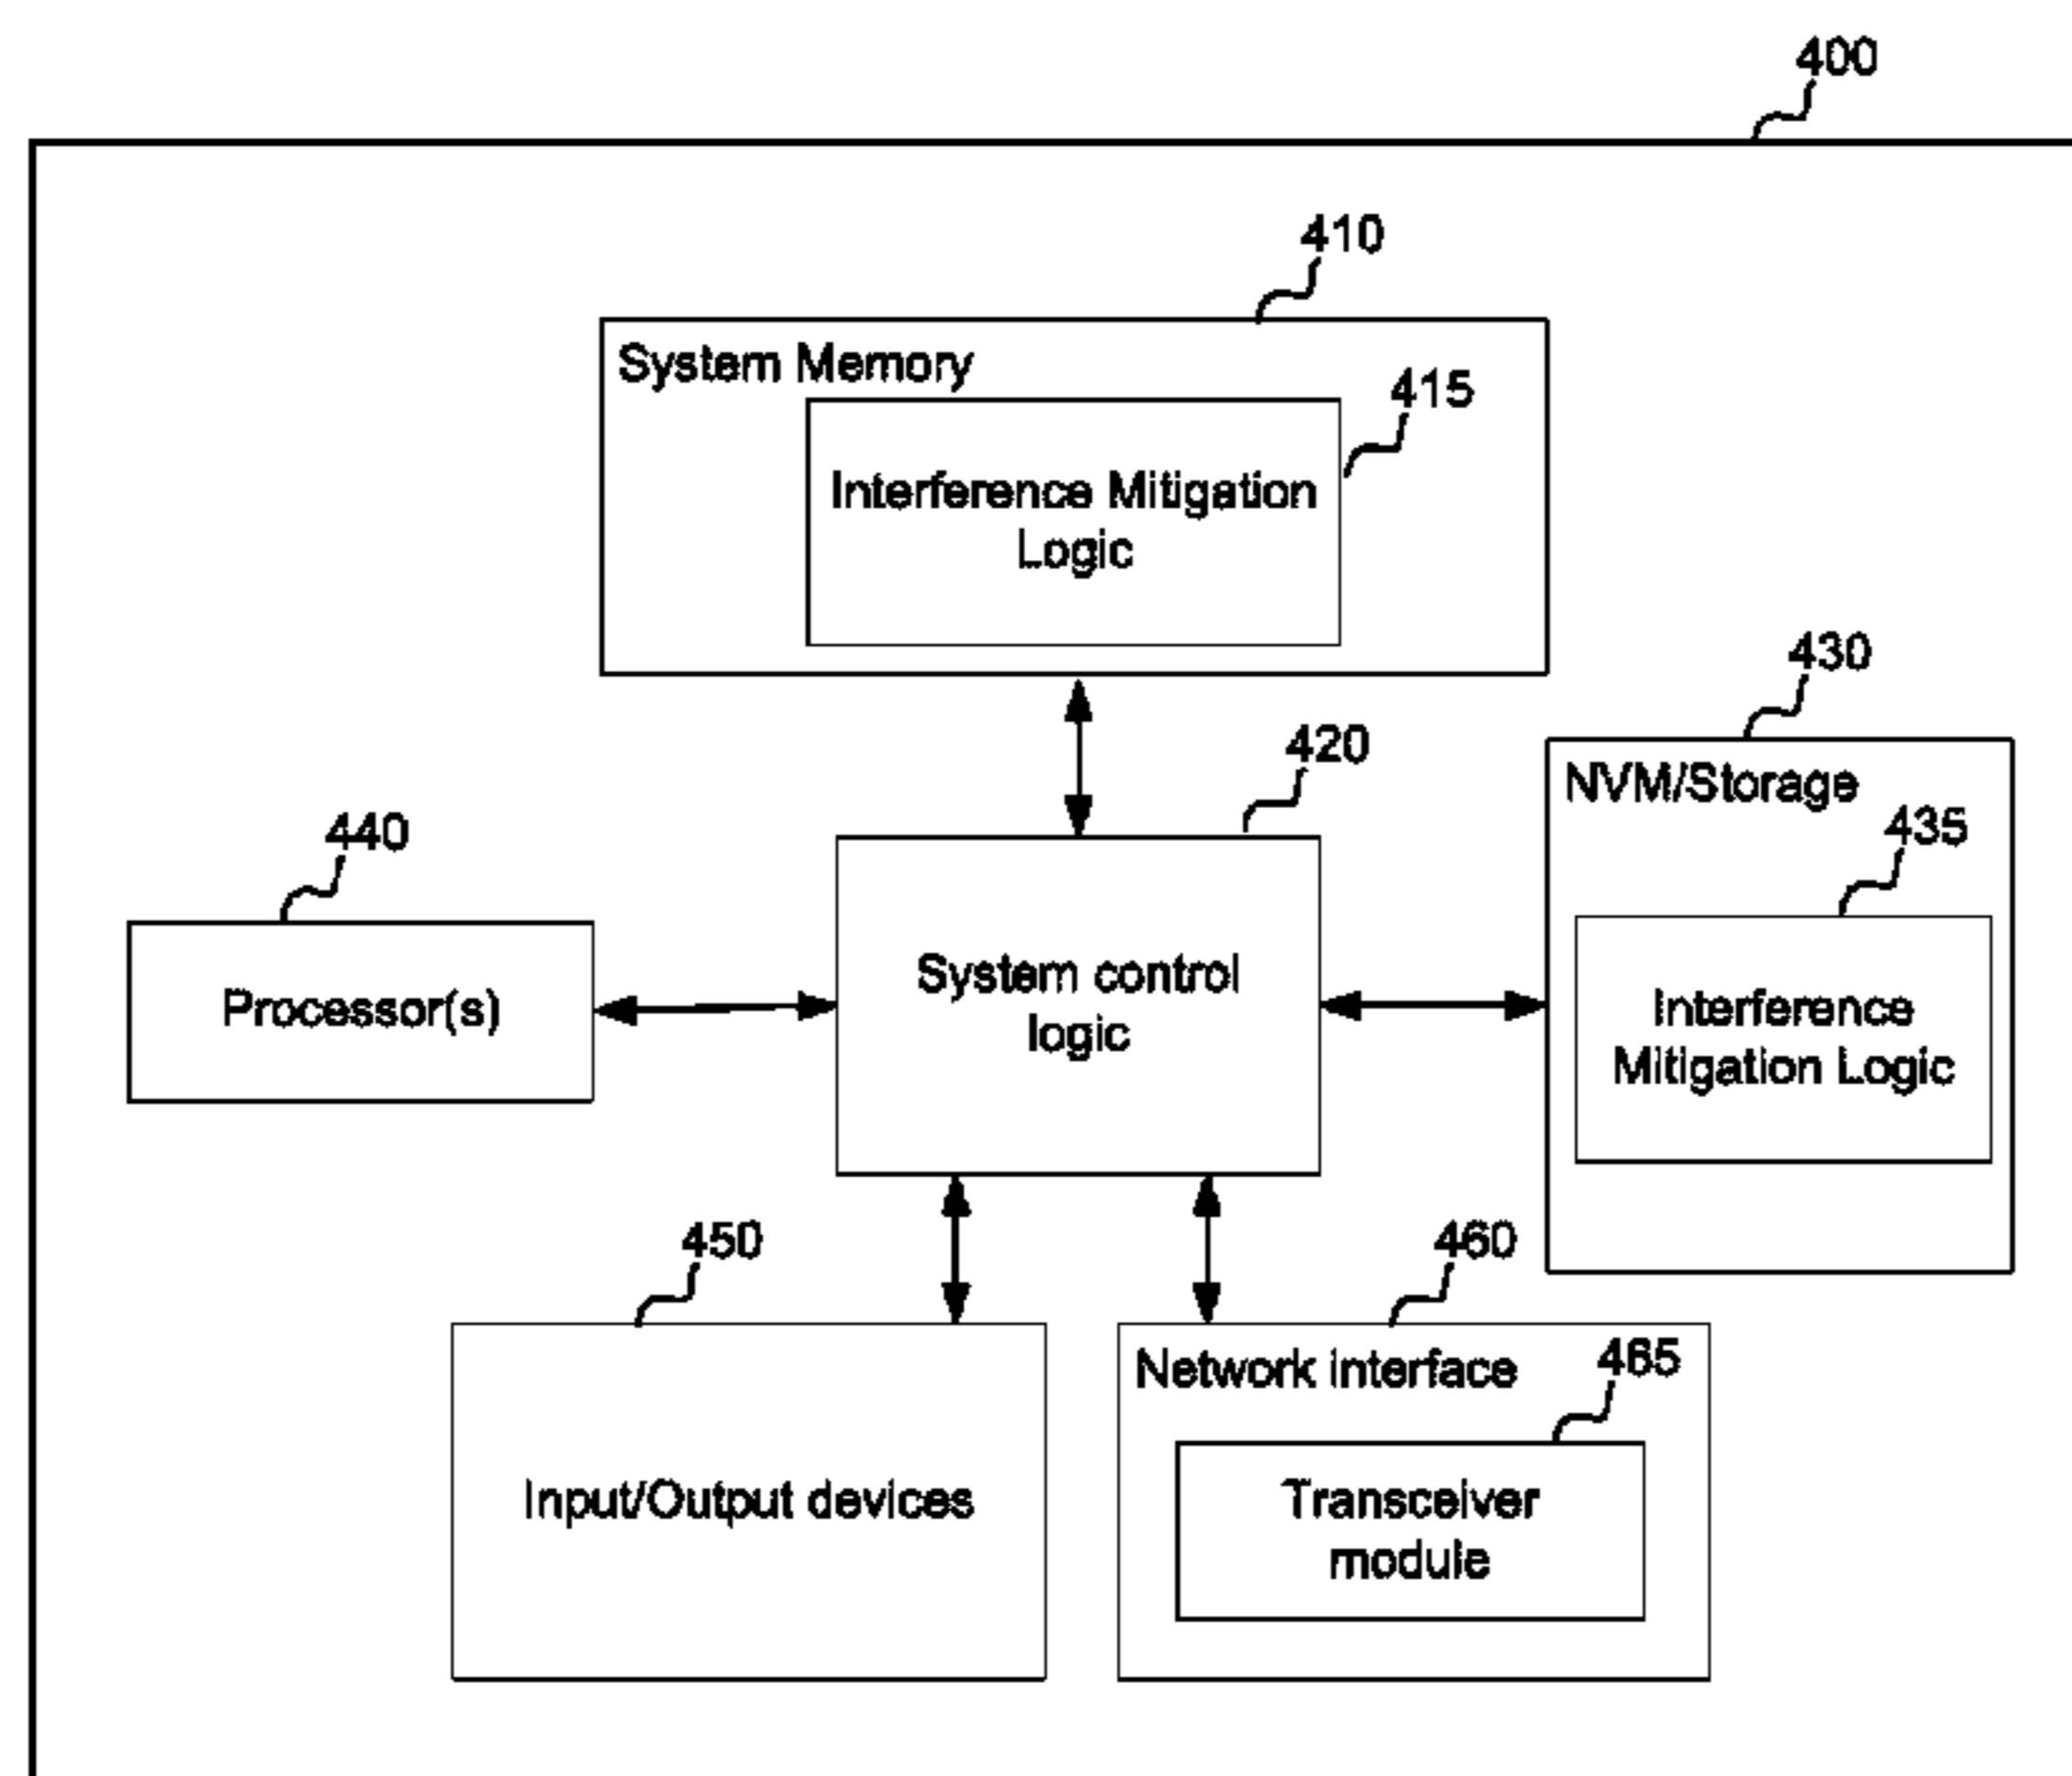 400
410
System Memory
415
Interference Mitigation
Logic
430
420
NVM/Storage
440
435
System control
logic
Processor(s)
Interference
Mitigation Logic
450
460
Network interface
465
Input/Output devices
Transceiver
module